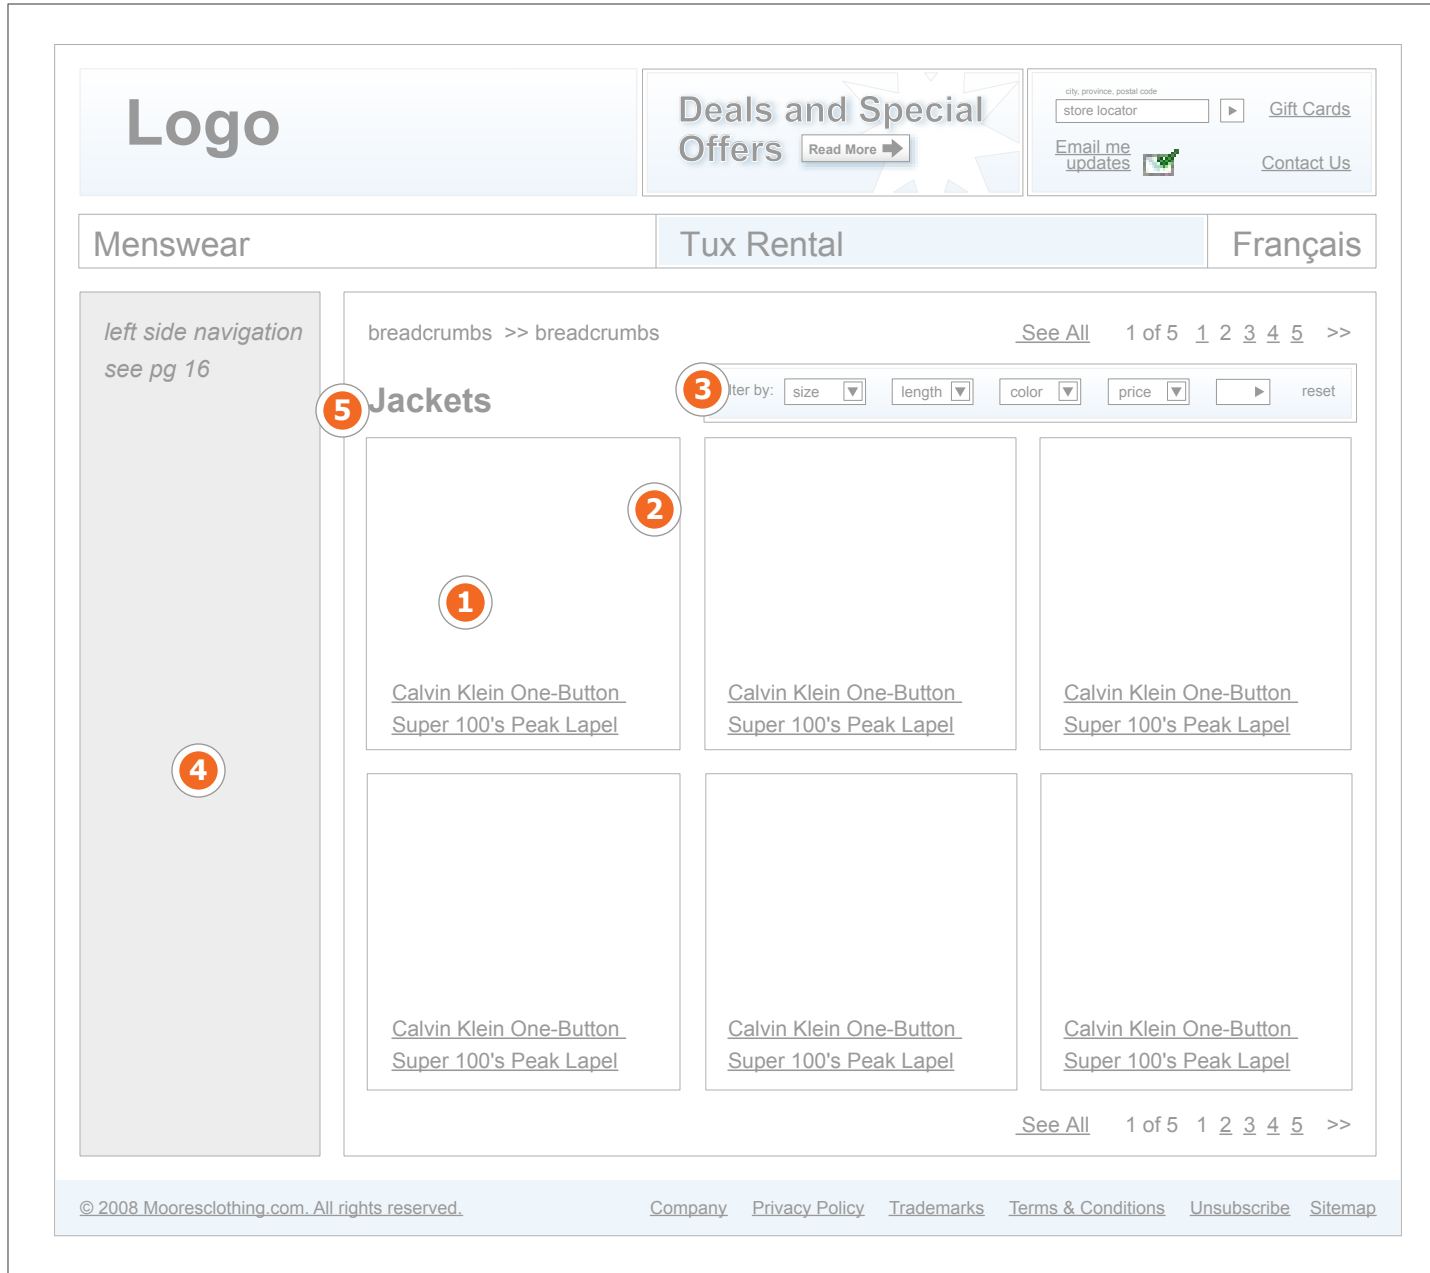 Logo
Deals and Special
Offers
Read More
city, province, postal code
store locator
Gift Cards
Email me
updates
Contact Us
Menswear
Tux Rental
Français
left side navigation
see pg 16
breadcrumbs >> breadcrumbs
See All 1 of 5 1 2 3 4 5 >>
5
Jackets
3
lter by:
size
length
color
price
reset
2
1
Calvin Klein One-Button
Super 100's Peak Lapel
Calvin Klein One-Button
Super 100's Peak Lapel
Calvin Klein One-Button
Super 100's Peak Lapel
4
Calvin Klein One-Button
Super 100's Peak Lapel
Calvin Klein One-Button
Super 100's Peak Lapel
Calvin Klein One-Button
Super 100's Peak Lapel
See All 1 of 5 1 2 3 4 5 >>
© 2008 Mooresclothing.com. All rights reserved.
Company Privacy Policy Trademarks Terms & Conditions Unsubscribe Sitemap